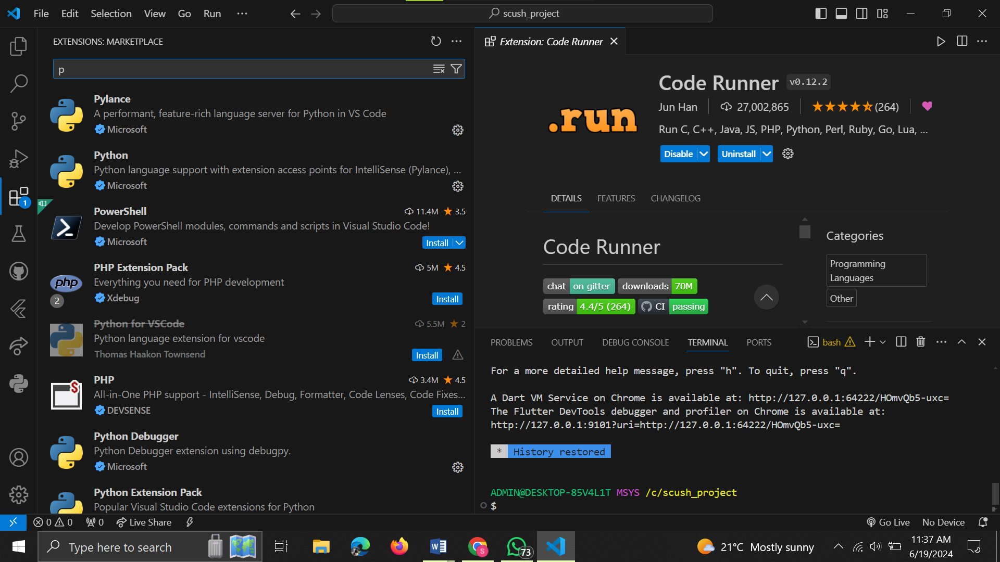 File Edit Selection View Go Run ···
scush_project
EXTENSIONS: MARKETPLACE
p
Pylance
A performant, feature-rich language server for Python in VS Code
Microsoft
Python
Python language support with extension access points for IntelliSense (Pylance), ...
Microsoft
PowerShell 11.4M 3.5
Develop PowerShell modules, commands and scripts in Visual Studio Code!
Microsoft
Install
PHP Extension Pack 5M 4.5
Everything you need for PHP development
Xdebug
Install
php
2
Python for VSCode 5.5M 2
Python language extension for vscode
Thomas Haakon Townsend
Install
PHP 3.4M 4.5
All-in-One PHP support - IntelliSense, Debug, Formatter, Code Lenses, Code Fixes...
DEVSENSE
Install
Python Debugger
Python Debugger extension using debugpy.
Microsoft
Python Extension Pack
Popular Visual Studio Code extensions for Python
1
Extension: Code Runner
.run
Code Runner v0.12.2
Jun Han 27,002,865 (264)
Run C, C++, Java, JS, PHP, Python, Perl, Ruby, Go, Lua, ...
Disable Uninstall
DETAILS FEATURES CHANGELOG
Code Runner
chat on gitter downloads 70M
rating 4.4/5 (264) CI passing
Categories
Programming
Languages
Other
PROBLEMS OUTPUT DEBUG CONSOLE TERMINAL PORTS
bash
For a more detailed help message, press "h". To quit, press "q".
A Dart VM Service on Chrome is available at: http://127.0.0.1:64222/HOmvQb5-uxc=
The Flutter DevTools debugger and profiler on Chrome is available at:
http://127.0.0.1:9101?uri=http://127.0.0.1:64222/HOmvQb5-uxc=
* History restored
ADMIN@DESKTOP-85V4L1T MSYS /c/scush_project
$
0 0 0 Live Share
Go Live No Device
Type here to search
W
S
73
21°C Mostly sunny
11:37 AM
6/19/2024